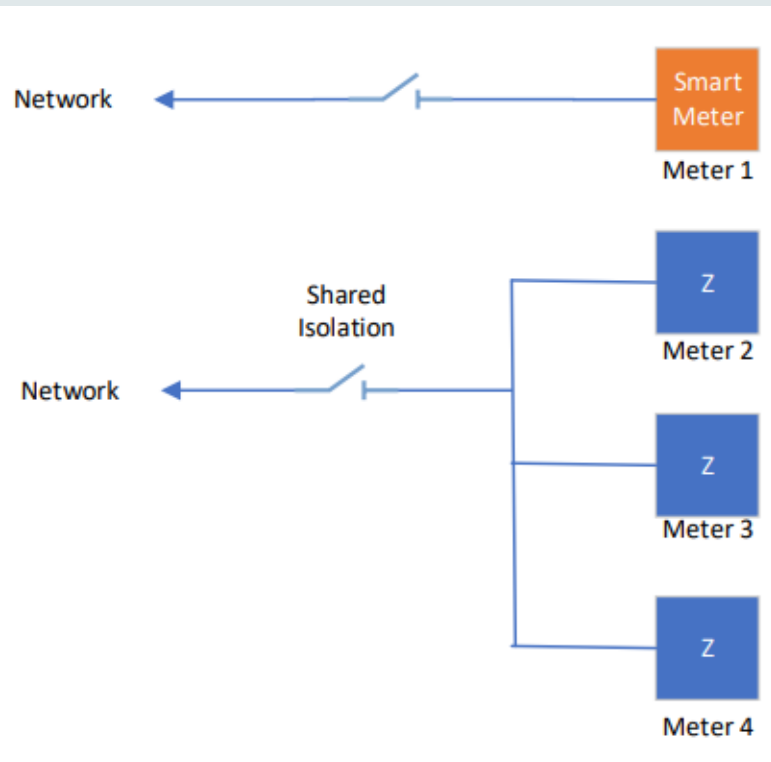 Network
Smart
Meter
Meter 1
Shared
Isolation
Network
Z
Meter 2
Z
Meter 3
Z
Meter 4